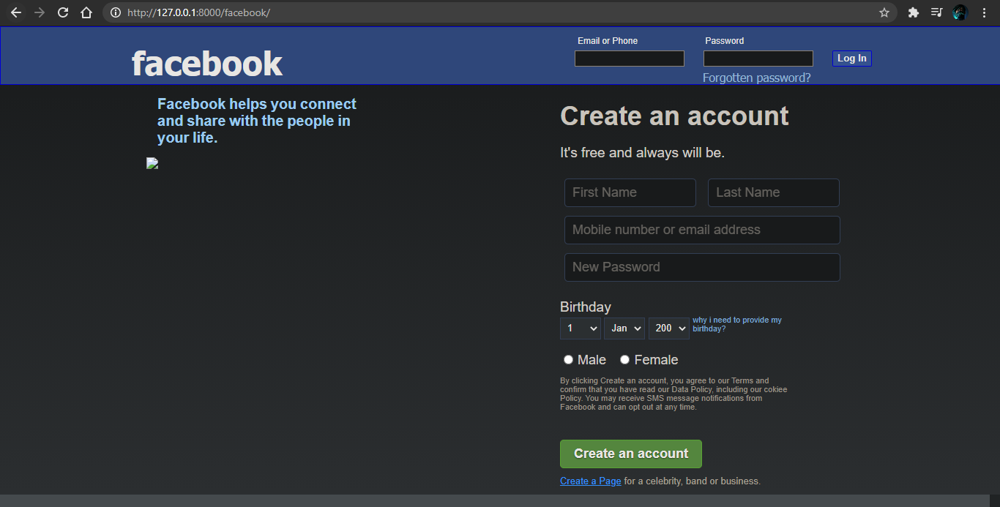 http://127.0.0.1:8000/facebook/
Email or Phone
Password
facebook
Log In
Forgotten password?
Facebook helps you connect
and share with the people in
your life.
Create an account
It's free and always will be.
First Name
Last Name
Mobile number or email address
New Password
Birthday
1
Jan
200
why i need to provide my
birthday?
Male
Female
By clicking Create an account, you agree to our Terms and
confirm that you have read our Data Policy, including our cokiee
Policy. You may receive SMS message notifications from
Facebook and can opt out at any time.
Create an account
Create a Page for a celebrity, band or business.